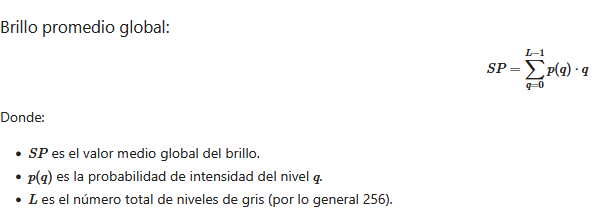 Brillo promedio global:
SP = \sum_{q=0}^{L-1} p(q) \cdot q
Donde:
• SP es el valor medio global del brillo.
• p(q) es la probabilidad de intensidad del nivel q.
• L es el número total de niveles de gris (por lo general 256).